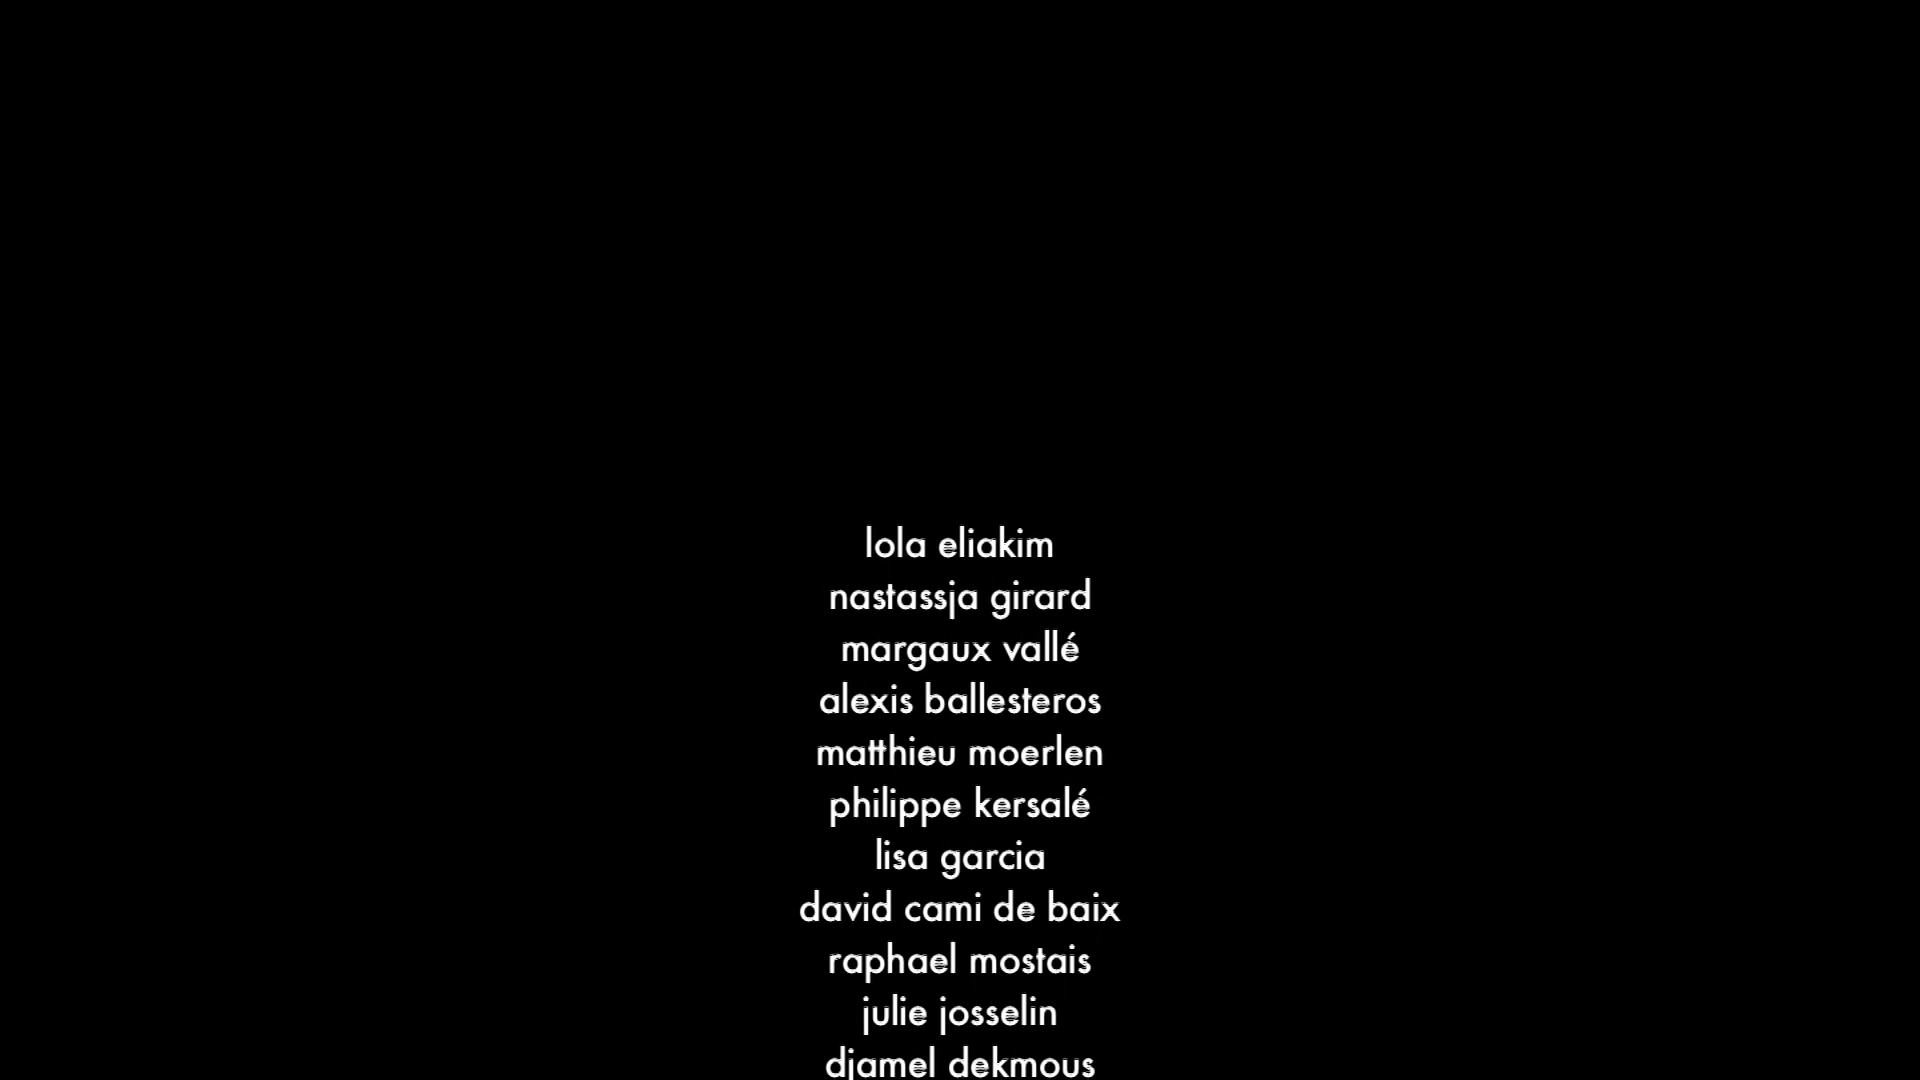 lola eliakim
nastassja girard
margaux vallé
alexis ballesteros
matthieu moerlen
philippe kersalé
lisa garcia
david cami de baix
raphael mostais
julie josselin
djamel dekmous